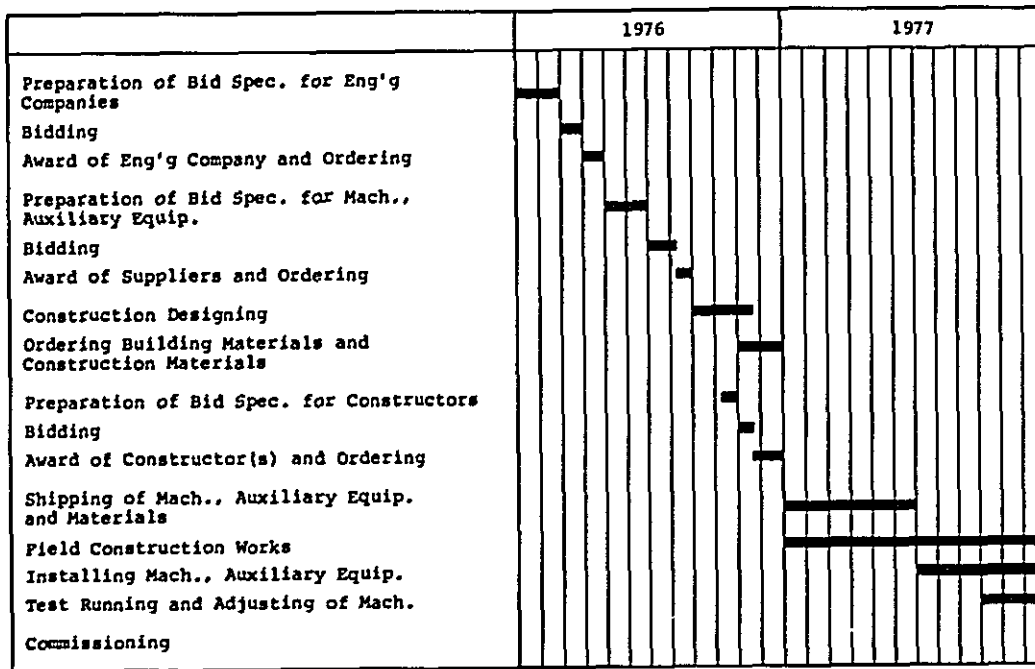 1976 1977
Preparation of Bid Spec. for Eng'g
Companies
Bidding
Award of Eng'g Company and Ordering
Preparation of Bid Spec. for Mach.,
Auxiliary Equip.
Bidding
Award of Suppliers and Ordering
Construction Designing
Ordering Building Materials and
Construction Materials
Preparation of Bid Spec. for Constructors
Bidding
Award of Constructor(s) and Ordering
Shipping of Mach., Auxiliary Equip.
and Materials
Field Construction Works
Installing Mach., Auxiliary Equip.
Test Running and Adjusting of Mach.
Commissioning